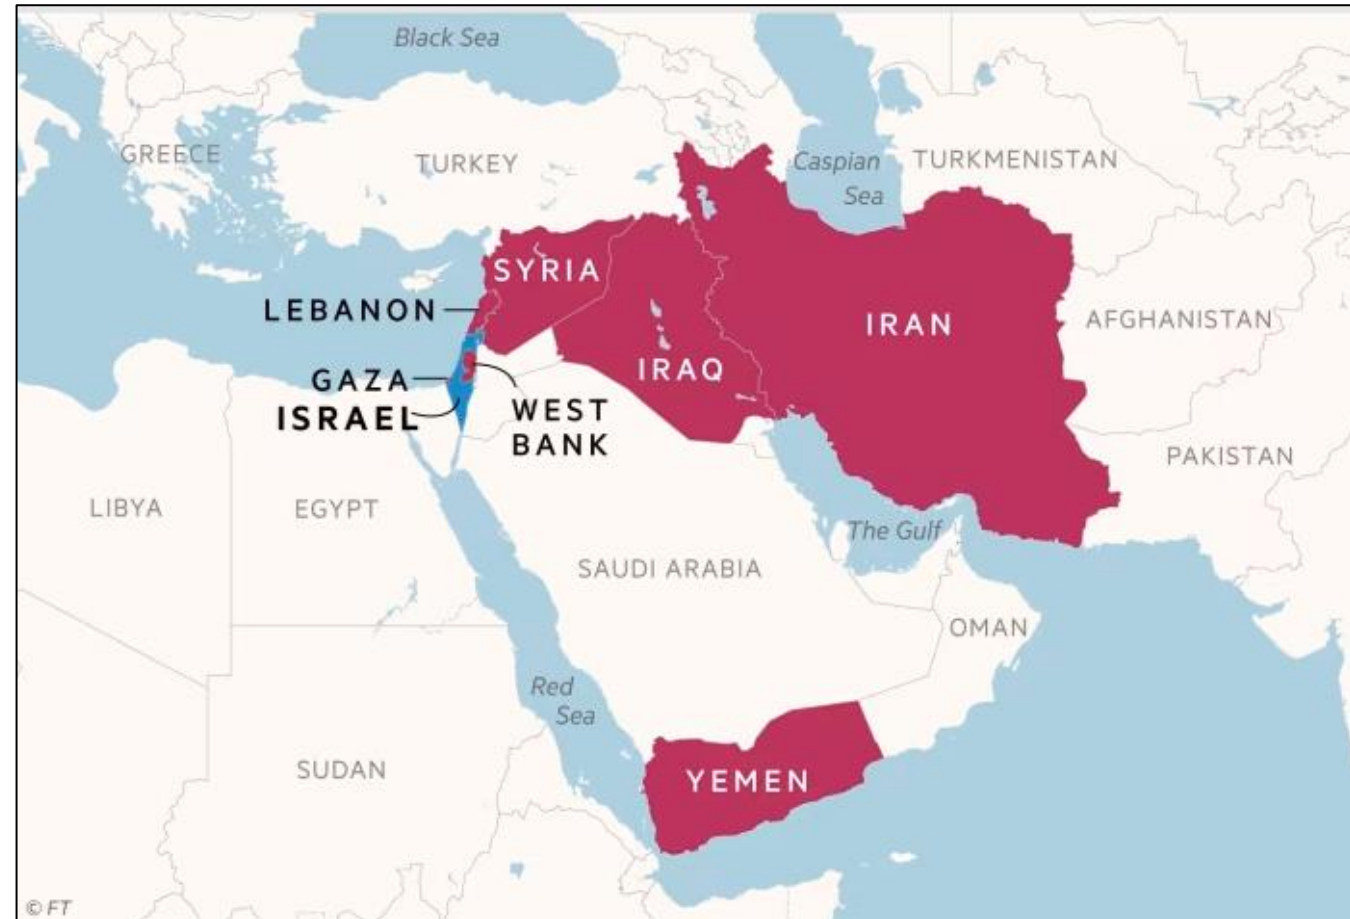 Black Sea
GREECE
TURKEY
Caspian
Sea
TURKMENISTAN
SYRIA
LEBANON
IRAN
AFGHANISTAN
GAZA
IRAQ
ISRAEL
WEST
BANK
PAKISTAN
LIBYA
EGYPT
The Gulf
SAUDI ARABIA
OMAN
Red
Sea
SUDAN
YEMEN
© FT